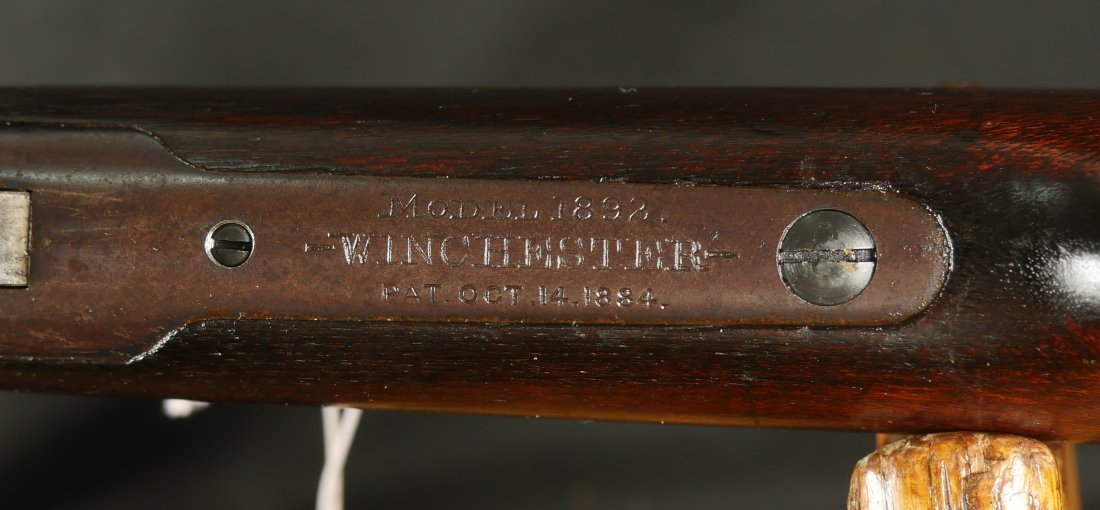 MODEL 1892.
-WINCHESTER-
PAT. OCT. 14. 1884.